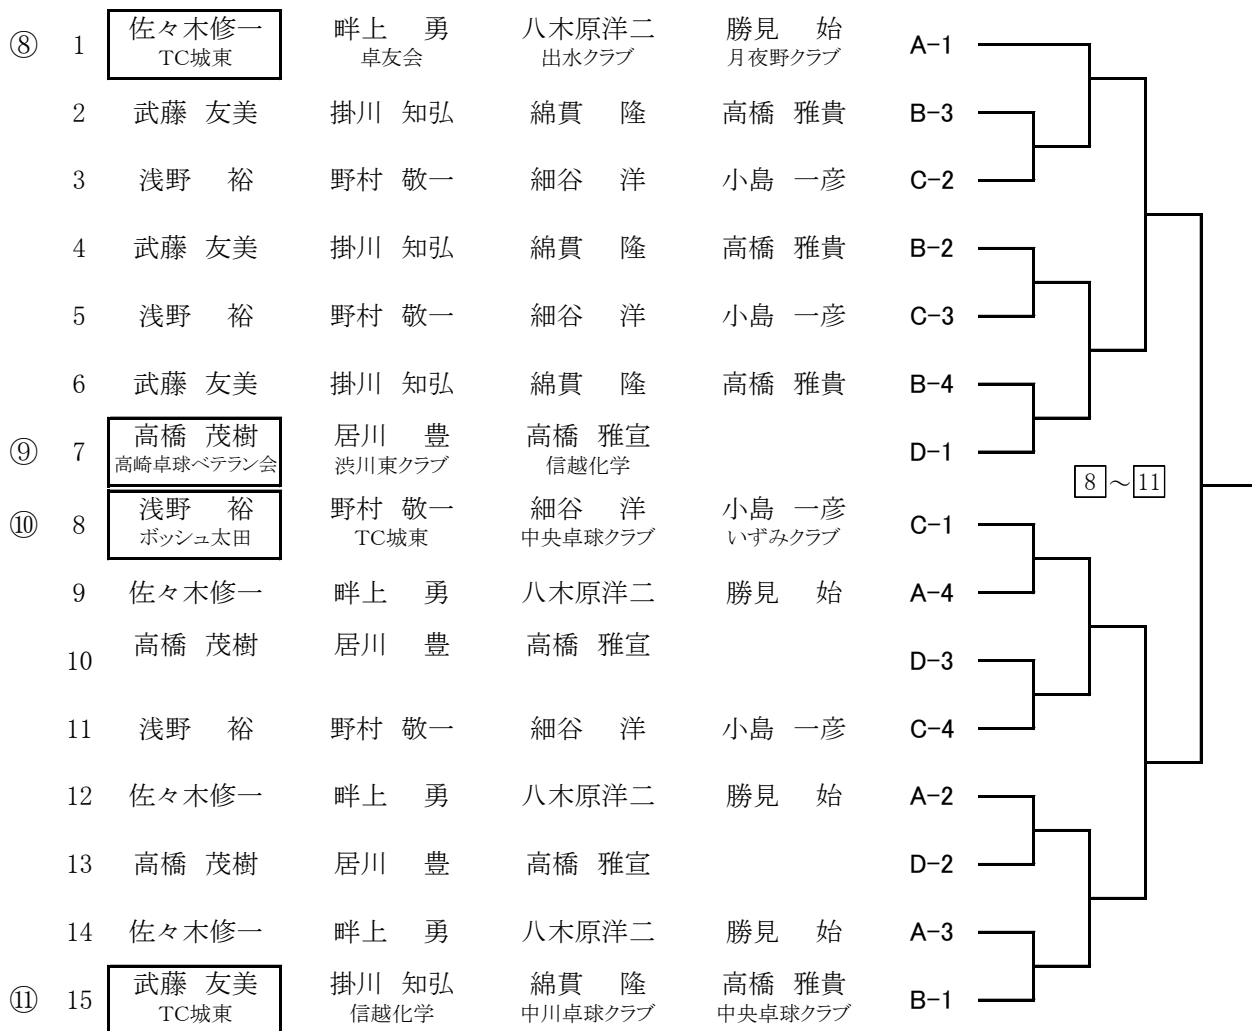 ⑧ 1 佐々木修一 畔上 勇 八木原洋二 勝見 始 A-1
TC城東 卓友会 出水クラブ 月夜野クラブ
2 武藤 友美 掛川 知弘 綿貫 隆 高橋 雅貴 B-3
3 浅野 裕 野村 敬一 細谷 洋 小島 一彦 C-2
4 武藤 友美 掛川 知弘 綿貫 隆 高橋 雅貴 B-2
5 浅野 裕 野村 敬一 細谷 洋 小島 一彦 C-3
6 武藤 友美 掛川 知弘 綿貫 隆 高橋 雅貴 B-4
⑨ 7 高橋 茂樹 居川 豊 高橋 雅宣 D-1
高崎卓球ベテラン会 渋川東クラブ 信越化学
8～11
⑩ 8 浅野 裕 野村 敬一 細谷 洋 小島 一彦 C-1
ボッシュ太田 TC城東 中央卓球クラブ いずみクラブ
9 佐々木修一 畔上 勇 八木原洋二 勝見 始 A-4
10 高橋 茂樹 居川 豊 高橋 雅宣 D-3
11 浅野 裕 野村 敬一 細谷 洋 小島 一彦 C-4
12 佐々木修一 畔上 勇 八木原洋二 勝見 始 A-2
13 高橋 茂樹 居川 豊 高橋 雅宣 D-2
14 佐々木修一 畔上 勇 八木原洋二 勝見 始 A-3
⑪ 15 武藤 友美 掛川 知弘 綿貫 隆 高橋 雅貴 B-1
TC城東 信越化学 中川卓球クラブ 中央卓球クラブ